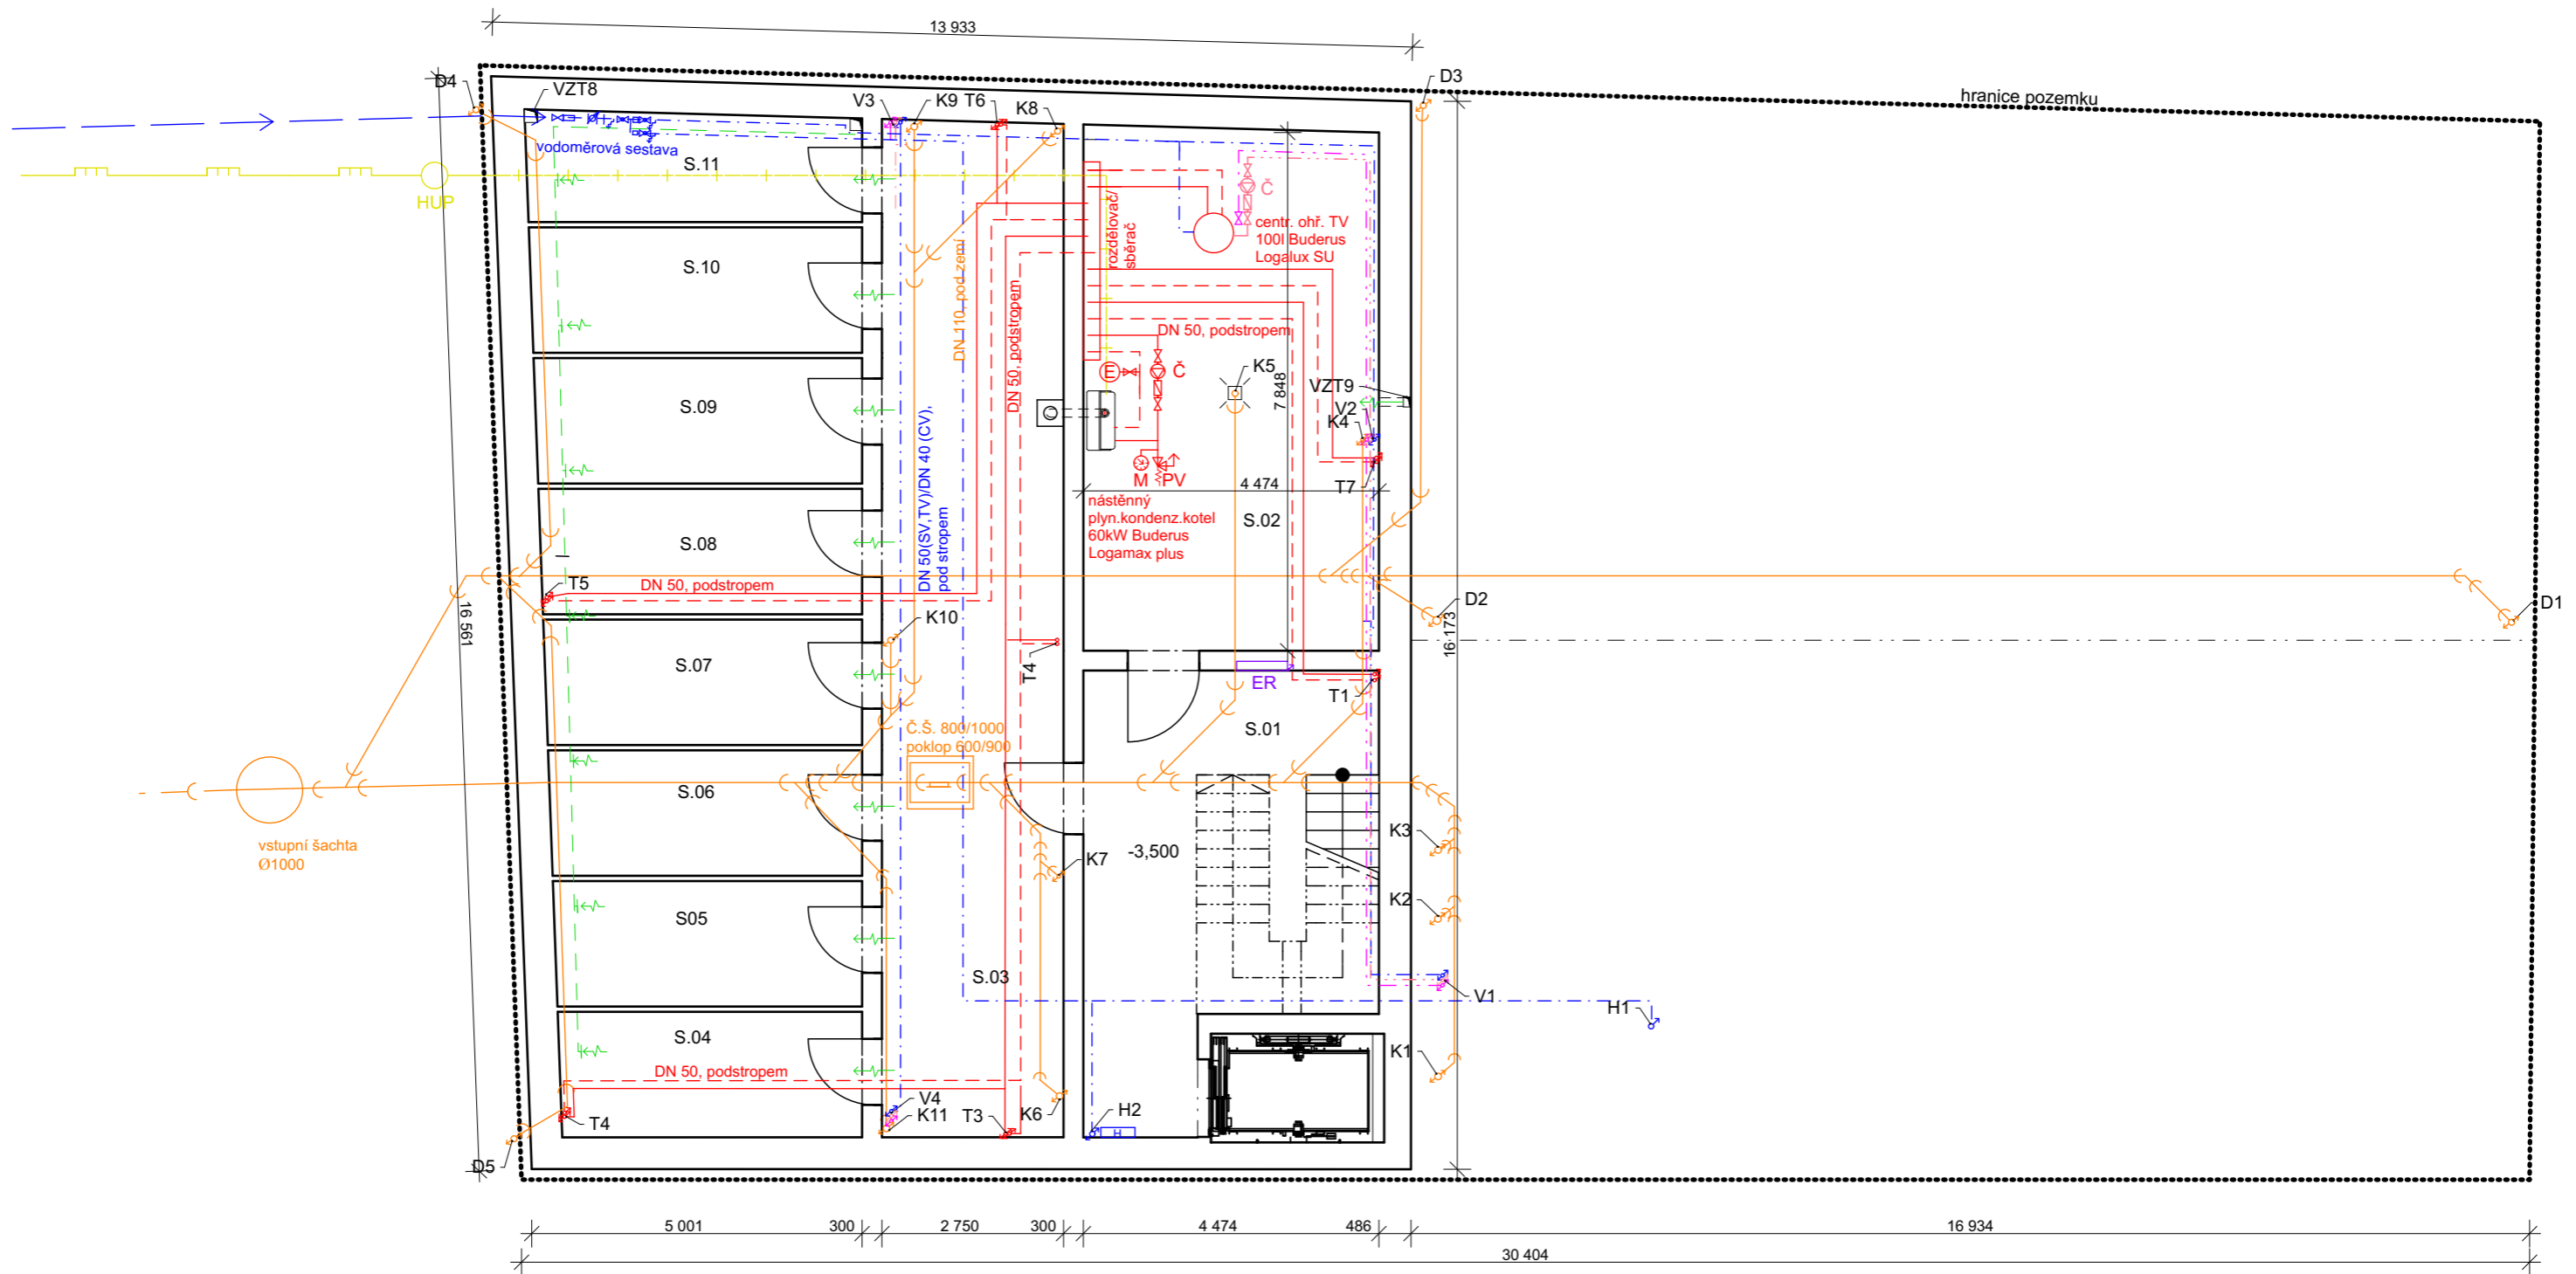 13 933
D4
VZT8
V3
K9
T6
K8
D3
hranice pozemku
vodoměrová sestava
S.11
HUP
Č
centr. ohř. TV
100l Buderus
Logalux SU
rozdělovač/
sběrač
S.10
DN 110, pod zemí
DN 50, podstropem
DN 50, podstropem
E
Č
K5
7 848
VZT9
V2
K4
S.09
DN 50(SV,TV)/DN 40 (CV),
pod stropem
M
PV
4 474
T7
nástěnný
plyn.kondenz.kotel
60kW Buderus
Logamax plus
S.02
S.08
T5
DN 50, podstropem
D2
D1
16 561
16 173
K10
S.07
T4
ER
T1
S.01
Č.Š. 800/1000
poklop 600/900
S.06
vstupní šachta
Ø1000
K3
-3,500
K7
K2
S05
S.03
V1
H1
S.04
K1
DN 50, podstropem
V4
K11
T3
K6
H2
H
T4
D5
5 001
300
2 750
300
4 474
486
16 934
30 404